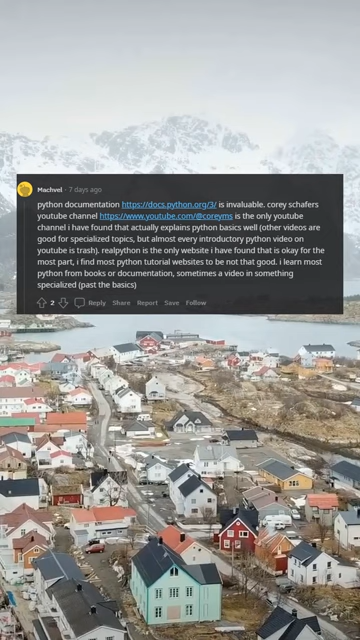 Machvel · 7 days ago
python documentation https://docs.python.org/3/ is invaluable. corey schafers
youtube channel https://www.youtube.com/@coreyms is the only youtube
channel i have found that actually explains python basics well (other videos are
good for specialized topics, but almost every introductory python video on
youtube is trash). realpython is the only website i have found that is okay for the
most part, i find most python tutorial websites to be not that good. i learn most
python from books or documentation, sometimes a video in something
specialized (past the basics)
2 Reply Share Report Save Follow